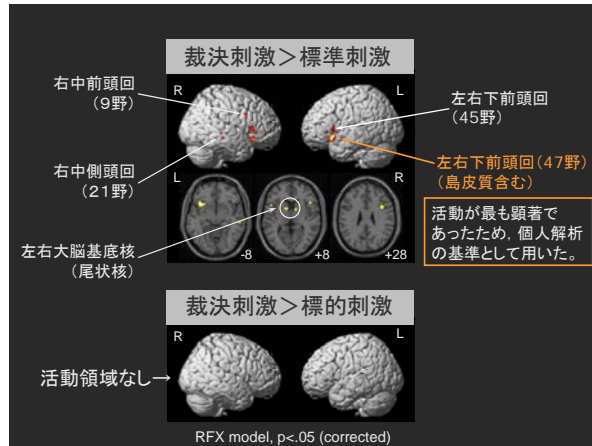 裁決刺激＞標準刺激
右中前頭回
（9野）
R
L
左右下前頭回
（45野）
右中側頭回
（21野）
左右下前頭回（47野）
（島皮質含む）
L
R
活動が最も顕著で
あったため，個人解析
の基準として用いた。
左右大脳基底核
（尾状核）
-8
+8
+28
裁決刺激＞標的刺激
R
L
活動領域なし→
RFX model, p<.05 (corrected)